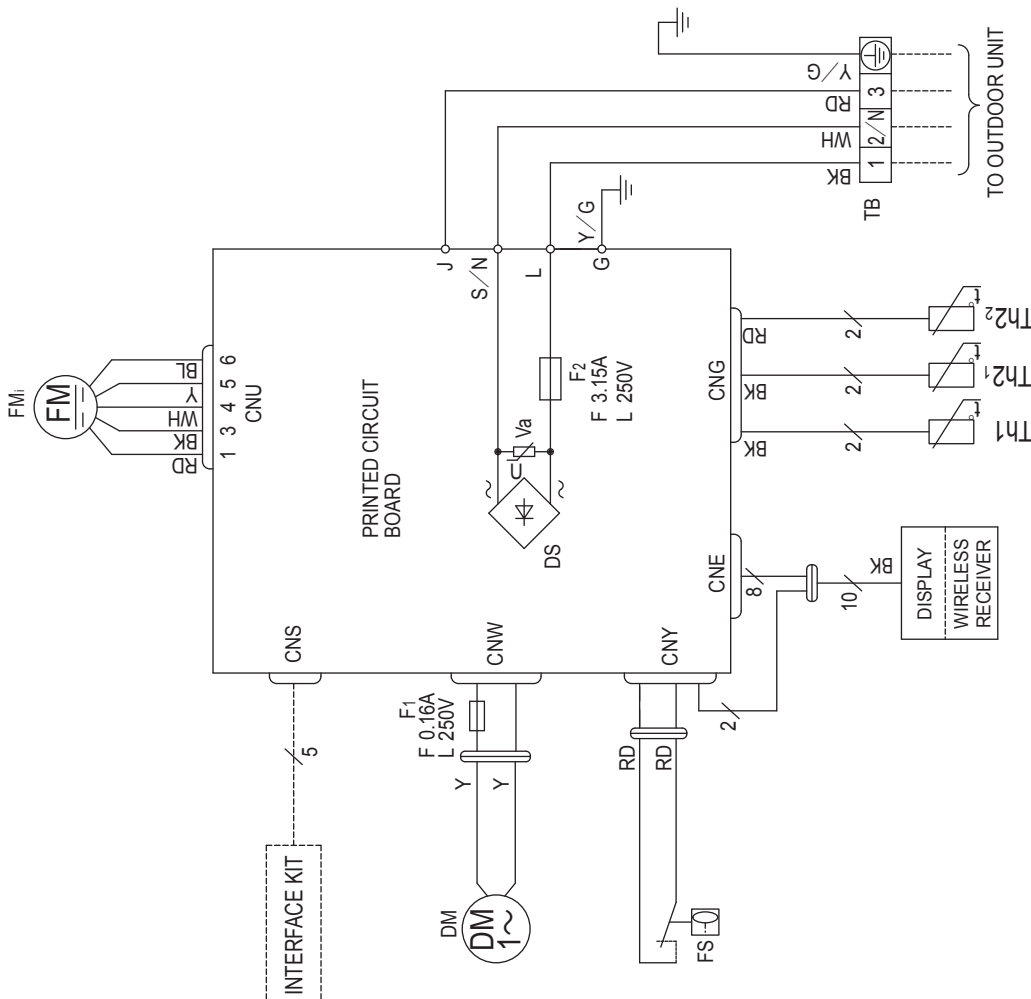 FMi
FM
RD
BK
WH
Y
BL
1 3 4 5 6
CNU
PRINTED CIRCUIT
BOARD
J
S/N
L
G
Y/G
F2
F 3.15A
L 250V
Va
U
~
~
DS
Y/G
RD
WH
BK
3
2/N
1
TB
TO OUTDOOR UNIT
CNS
5
INTERFACE KIT
CNW
F1
F 0.16A
L 250V
Y
Y
DM
DM
1~
CNY
RD
RD
2
FS
CNE
8
10
BK
DISPLAY
WIRELESS
RECEIVER
CNG
BK
BK
RD
2
2
2
t°
t°
t°
Th1
Th21
Th22